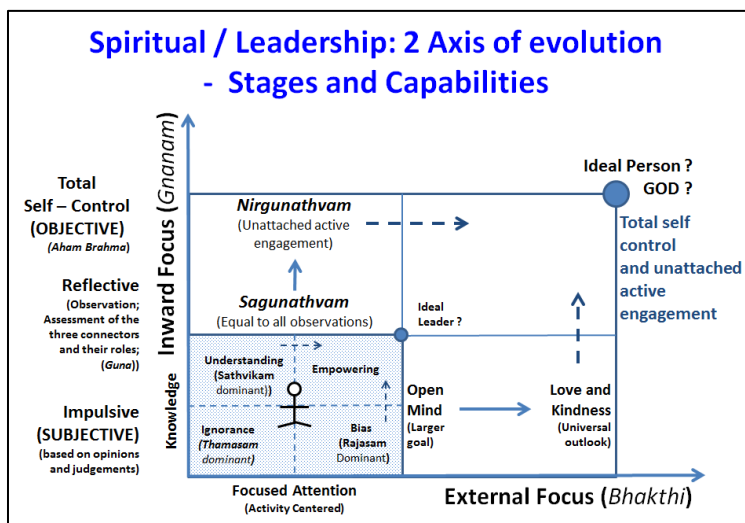 Spiritual / Leadership: 2 Axis of evolution
- Stages and Capabilities
Total
Self – Control
(OBJECTIVE)
(Aham Brahma)
Reflective
(Observation;
Assessment of the
three connectors
and their roles;
(Guna))
Impulsive
(SUBJECTIVE)
(based on opinions
and judgements)
Inward Focus (Gnanam)
Knowledge
Nirgunathvam
(Unattached active
engagement)
Sagunathvam
(Equal to all observations)
Ideal
Leader ?
Ideal Person ?
GOD ?
Total self
control
and unattached
active
engagement
Understanding
(Sathvikam
dominant))
Empowering
Ignorance
(Thamasam
dominant)
Bias
(Rajasam
Dominant)
Open
Mind
(Larger
goal)
Love and
Kindness
(Universal
outlook)
Focused Attention
(Activity Centered)
External Focus (Bhakthi)